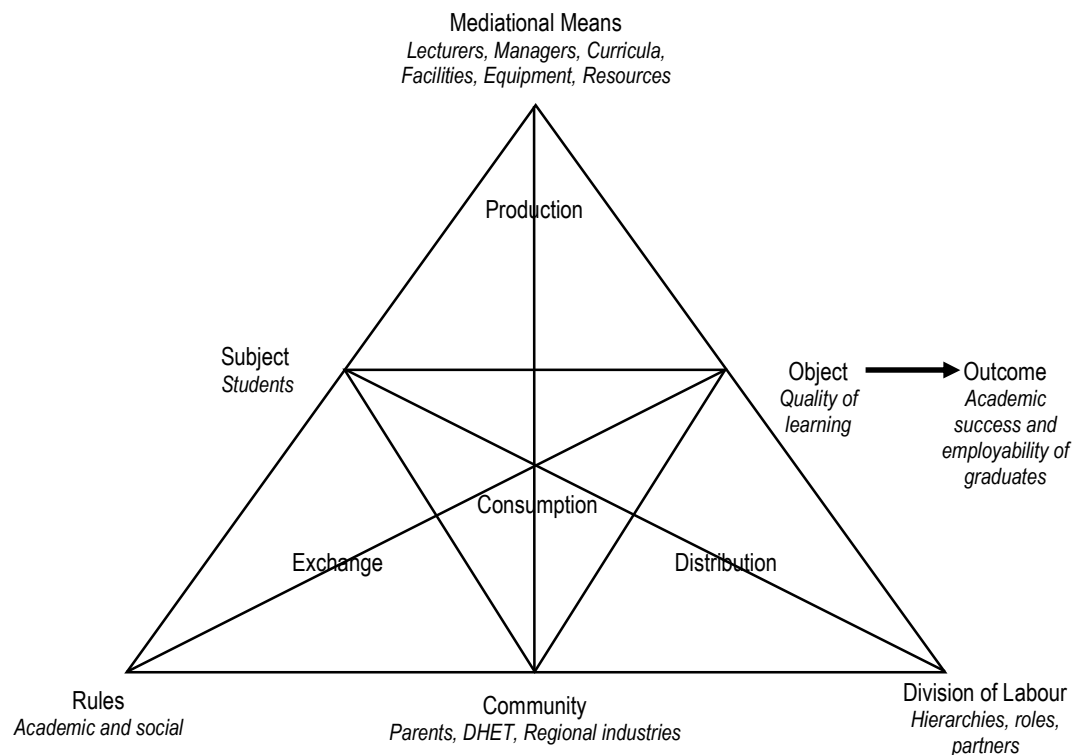 Mediational Means
Lecturers, Managers, Curricula,
Facilities, Equipment, Resources
Production
Subject
Students
Object
Quality of
learning
Outcome
Academic
success and
employability of
graduates
Consumption
Exchange
Distribution
Rules
Academic and social
Community
Parents, DHET, Regional industries
Division of Labour
Hierarchies, roles,
partners